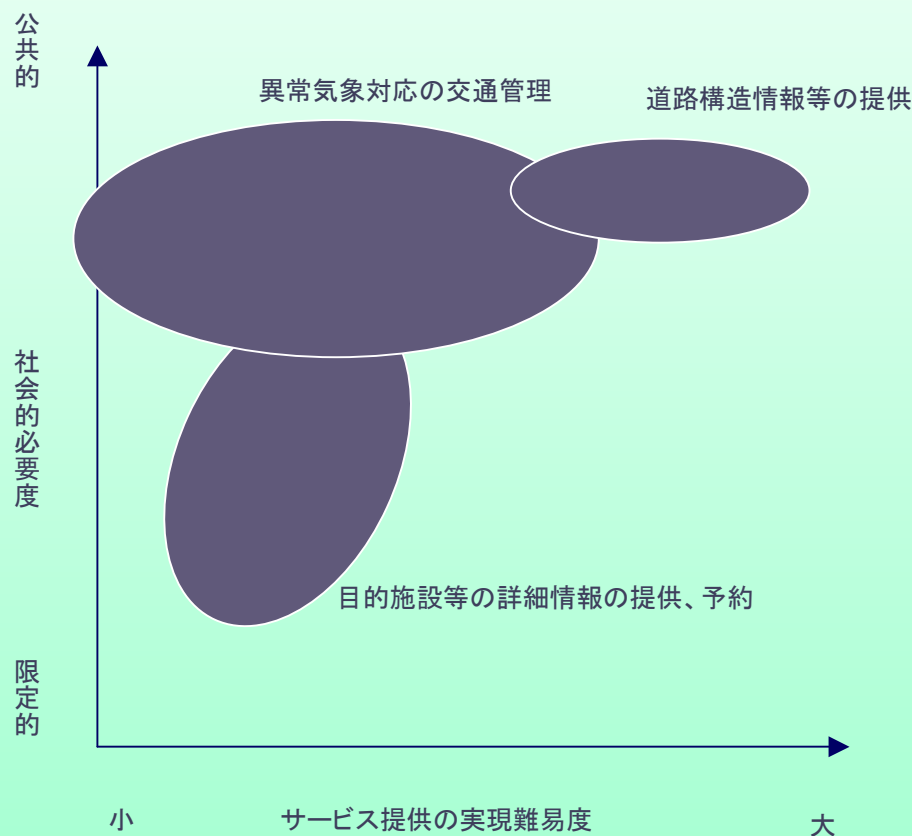 公共的
異常気象対応の交通管理
道路構造情報等の提供
社会的必要度
目的施設等の詳細情報の提供、予約
限定的
小
サービス提供の実現難易度
大